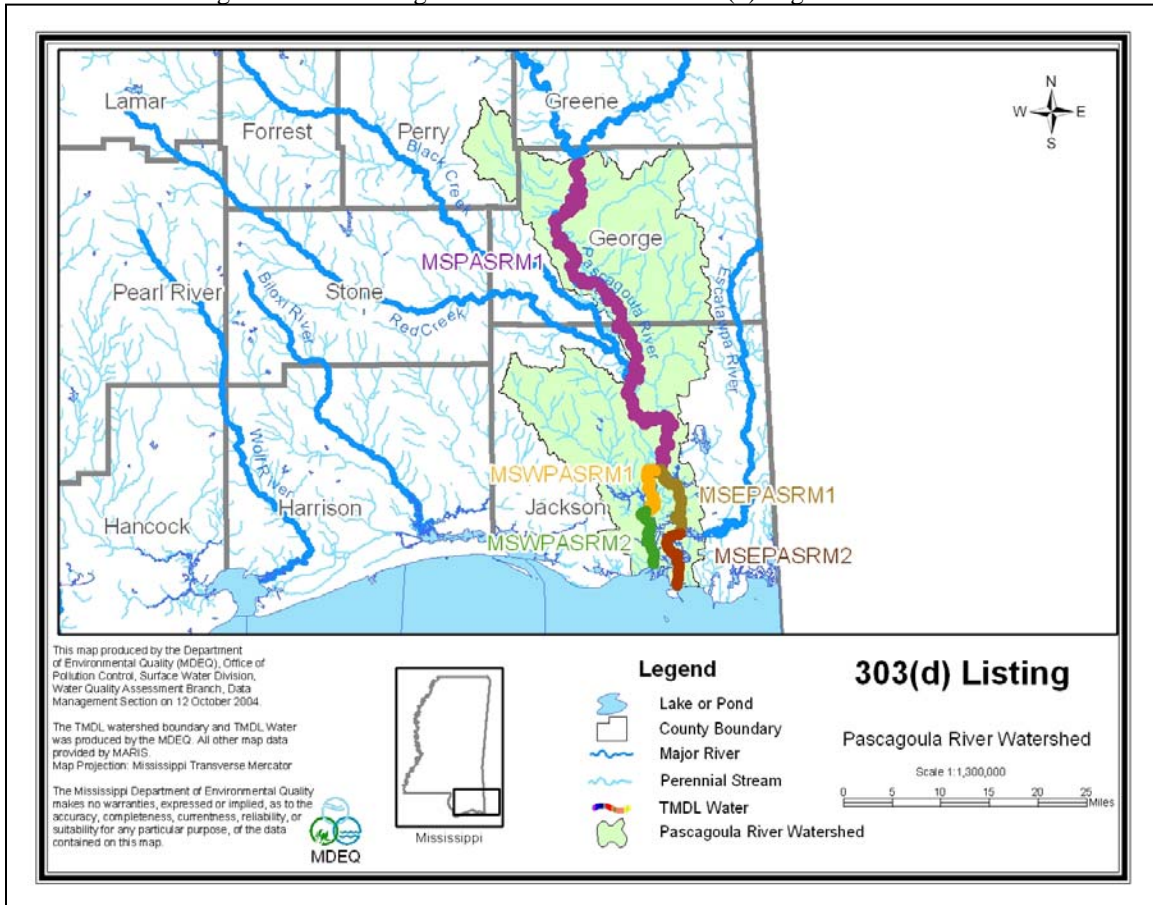 Lamar
Forrest
Perry
Greene
N
W
E
S
Black Creek
MSPASRM1
George
Pascagoula River
Escatawpa River
Pearl River
Biloxi River
Stone
Red Creek
Wolf River
Hancock
Harrison
Jackson
MSWPASRM1
MSEPASRM1
MSWPASRM2
MSEPASRM2
This map produced by the Department
of Environmental Quality (MDEQ), Office of
Pollution Control, Surface Water Division,
Water Quality Assessment Branch, Data
Management Section on 12 October 2004.
The TMDL watershed boundary and TMDL Water
was produced by the MDEQ. All other map data
provided by MARIS.
Map Projection: Mississippi Transverse Mercator
The Mississippi Department of Environmental Quality
makes no warranties, expressed or implied, as to the
accuracy, completeness, currentness, reliability, or
suitability for any particular purpose, of the data
contained on this map.
MDEQ
Mississippi
Legend
Lake or Pond
County Boundary
Major River
Perennial Stream
TMDL Water
Pascagoula River Watershed
303(d) Listing
Pascagoula River Watershed
Scale 1:1,300,000
0 5 10 15 20 25
Miles